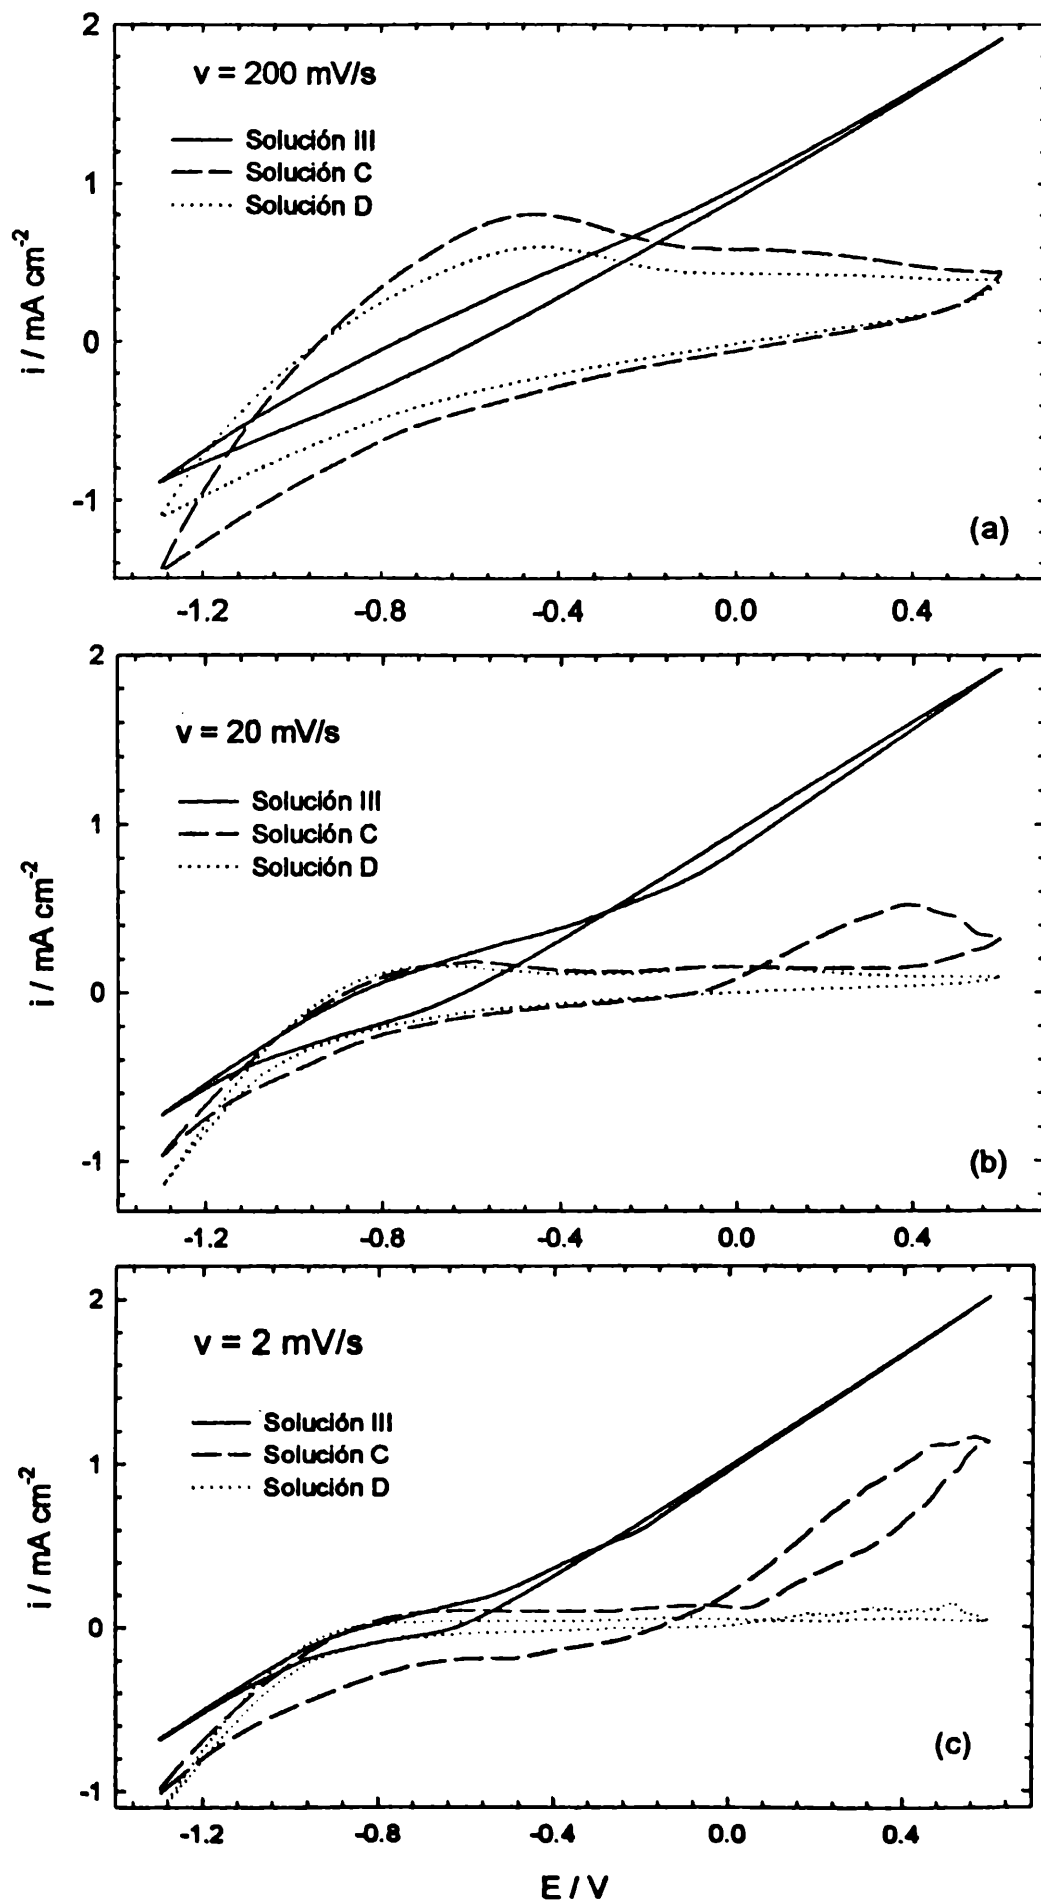 2
v = 200 mV/s
Solución III
Solución C
Solución D
1
i / mA cm-2
0
-1
(a)
-1.2 -0.8 -0.4 0.0 0.4
2
v = 20 mV/s
Solución III
Solución C
Solución D
1
i / mA cm-2
0
-1
(b)
-1.2 -0.8 -0.4 0.0 0.4
2
v = 2 mV/s
Solución III
Solución C
Solución D
1
i / mA cm-2
0
(c)
-1
-1.2 -0.8 -0.4 0.0 0.4
E / V